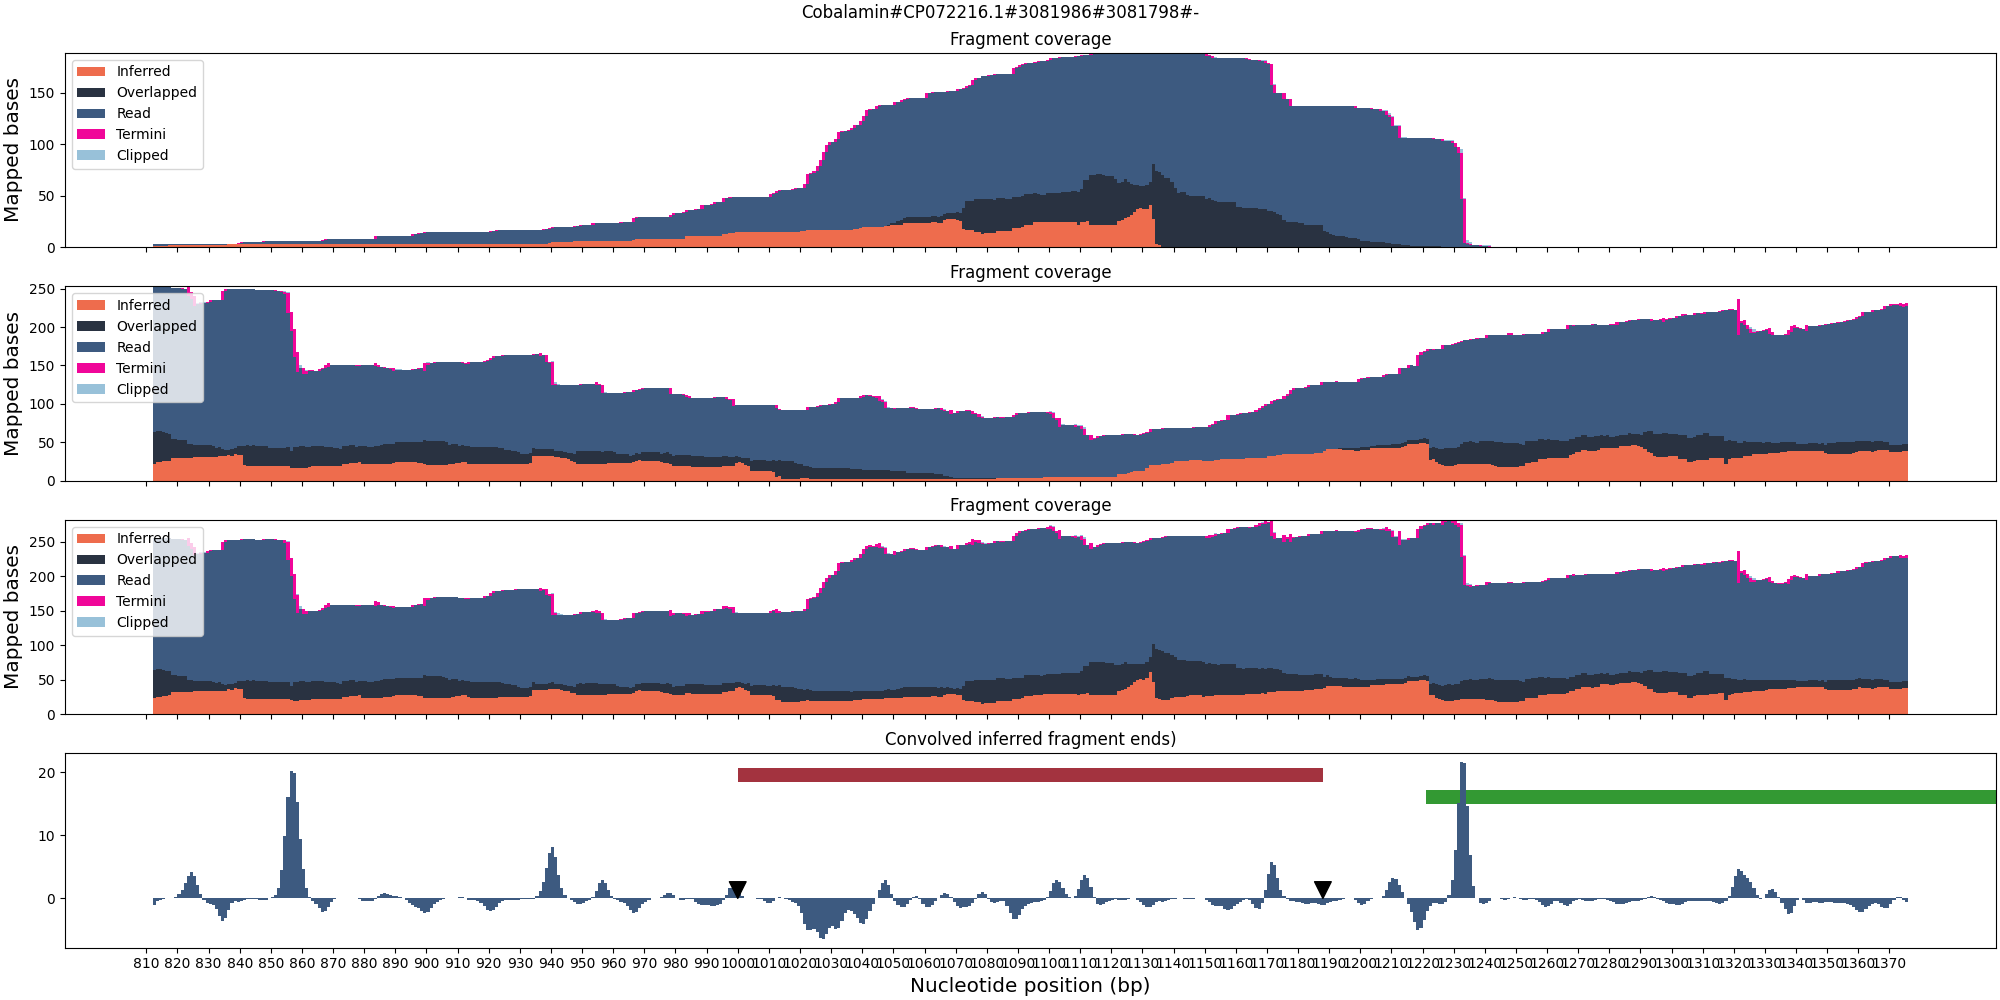 Cobalamin#CP072216.1#3081986#3081798#-
Fragment coverage
Mapped bases
150
100
50
0
Inferred
Overlapped
Read
Termini
Clipped
Fragment coverage
Mapped bases
250
200
150
100
50
0
Inferred
Overlapped
Read
Termini
Clipped
Fragment coverage
Mapped bases
250
200
150
100
50
0
Inferred
Overlapped
Read
Termini
Clipped
Convolved inferred fragment ends)
20
10
0
810 820 830 840 850 860 870 880 890 900 910 920 930 940 950 960 970 980 990 1000 1010 1020 1030 1040 1050 1060 1070 1080 1090 1100 1110 1120 1130 1140 1150 1160 1170 1180 1190 1200 1210 1220 1230 1240 1250 1260 1270 1280 1290 1300 1310 1320 1330 1340 1350 1360 1370
Nucleotide position (bp)